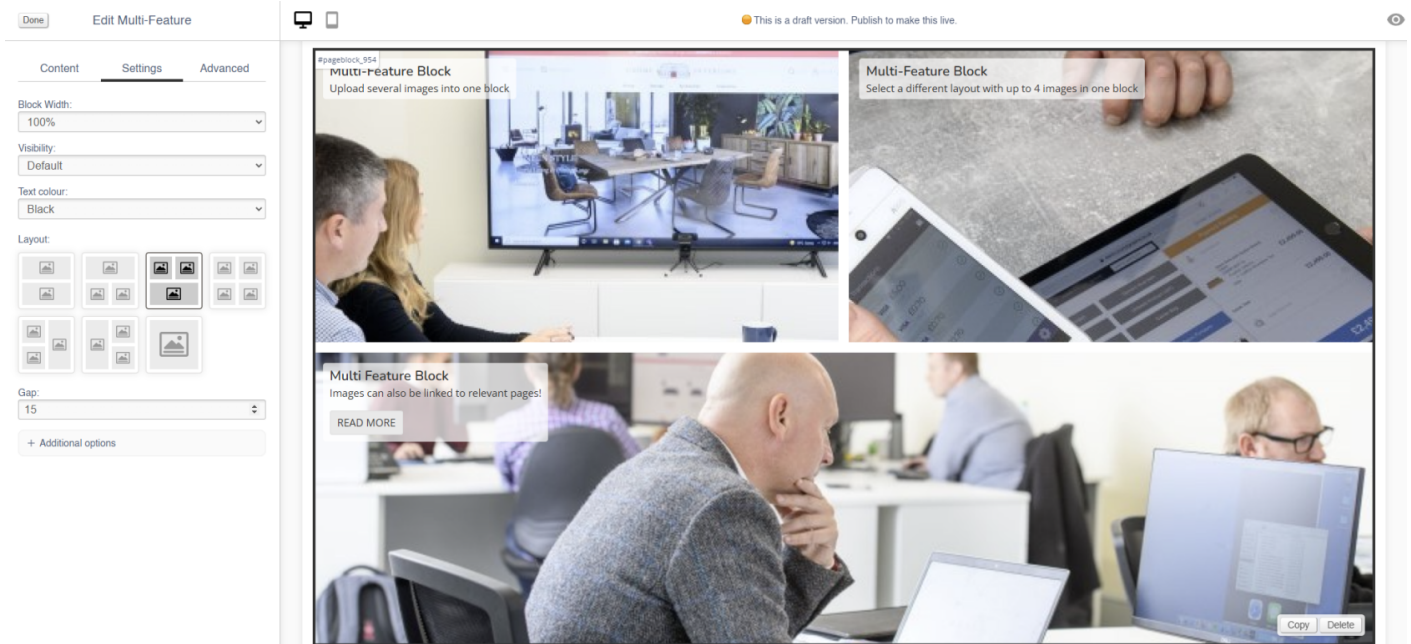 Done
Edit Multi-Feature
This is a draft version. Publish to make this live.
Content
Settings
Advanced
Block Width:
100%
Visibility:
Default
Text colour:
Black
Layout:
Gap:
15
+ Additional options
#pageblock_954
Multi-Feature Block
Upload several images into one block
Multi-Feature Block
Select a different layout with up to 4 images in one block
Multi Feature Block
Images can also be linked to relevant pages!
READ MORE
Copy
Delete